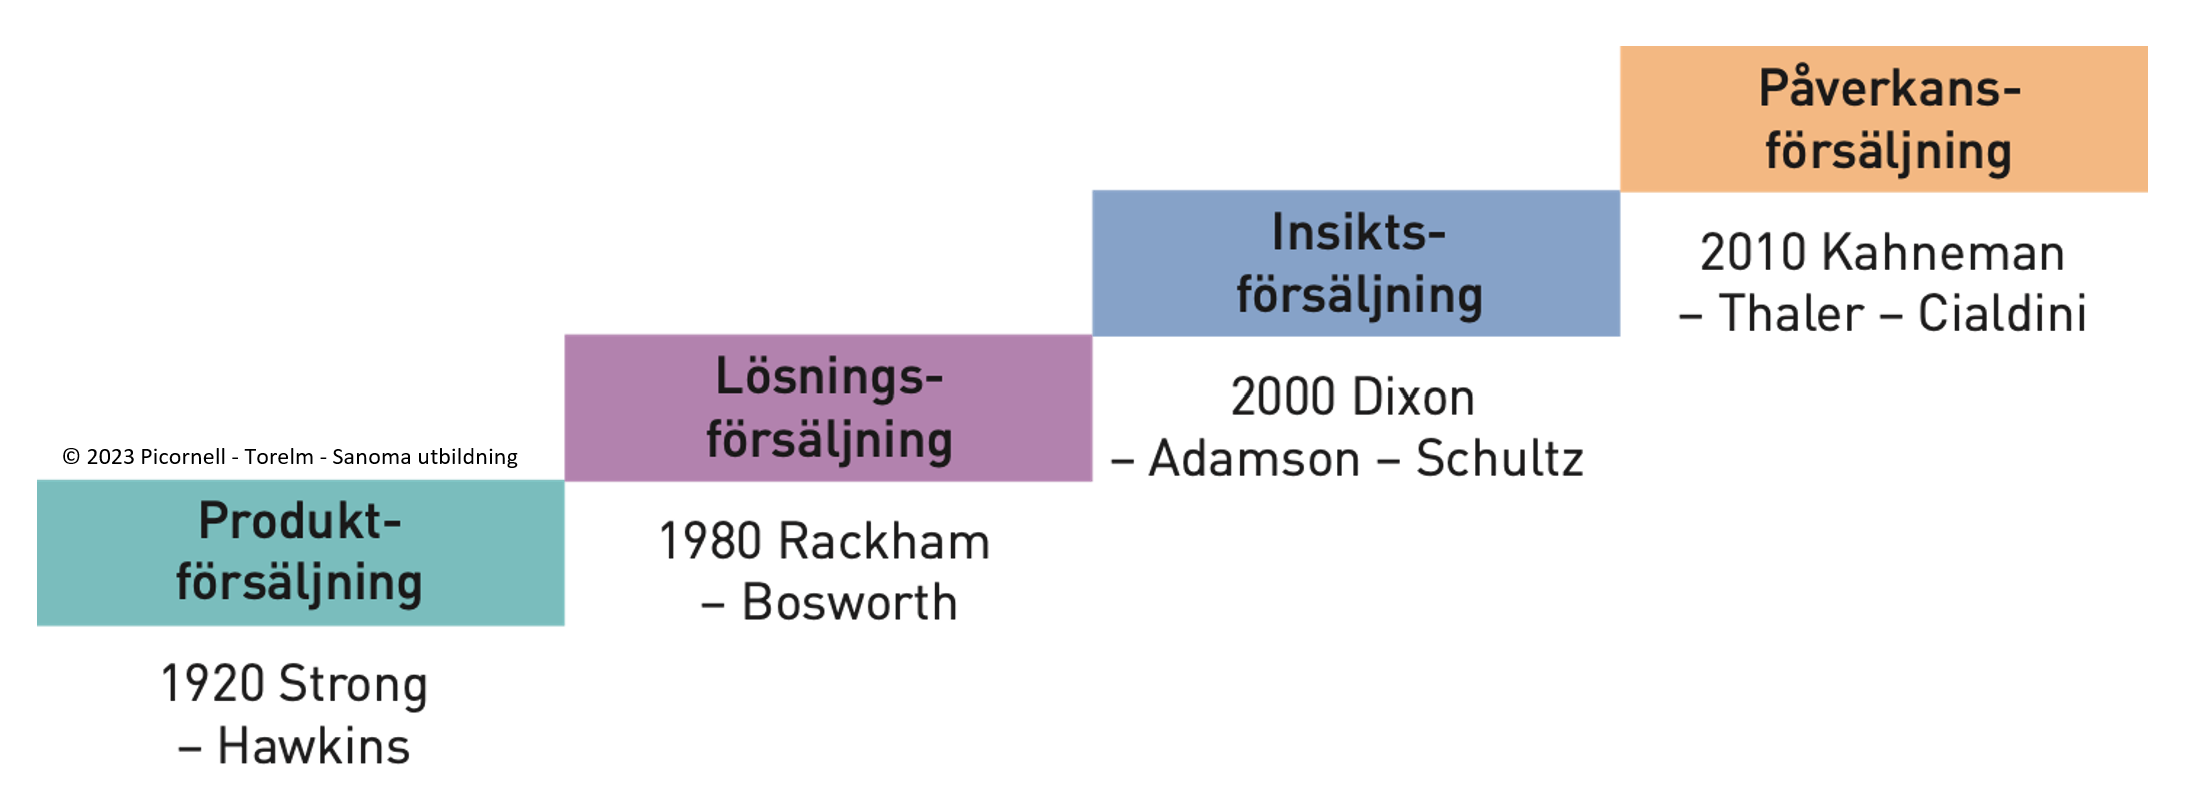 Påverkans-
försäljning
2010 Kahneman
– Thaler – Cialdini
Insikts-
försäljning
2000 Dixon
– Adamson – Schultz
Lösnings-
försäljning
1980 Rackham
– Bosworth
© 2023 Picornell - Torelm - Sanoma utbildning
Produkt-
försäljning
1920 Strong
– Hawkins